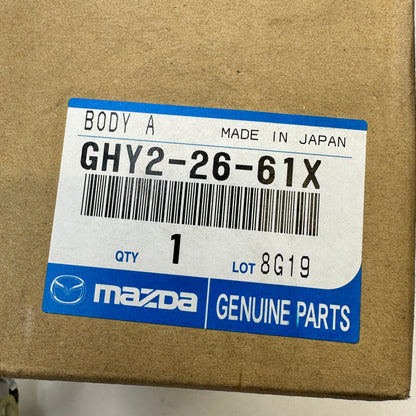 BODY A
MADE IN JAPAN
GHY2-26-61X
QTY 1 LOT 8G19
mazda GENUINE PARTS